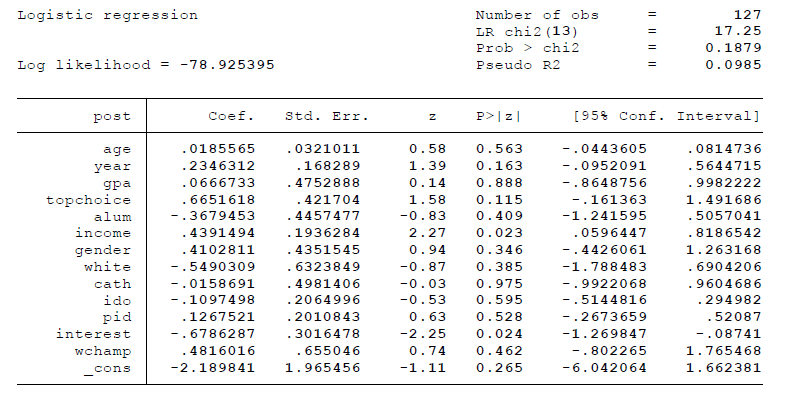 Logistic regression Number of obs = 127
LR chi2(13) = 17.25
Prob > chi2 = 0.1879
Log likelihood = -78.925395 Pseudo R2 = 0.0985
post Coef. Std. Err. z P>|z| [95% Conf. Interval]
age .0185565 .0321011 0.58 0.563 -.0443605 .0814736
year .2346312 .168289 1.39 0.163 -.0952091 .5644715
gpa .0666733 .4752888 0.14 0.888 -.8648756 .9982222
topchoice .6651618 .421704 1.58 0.115 -.161363 1.491686
alum -.3679453 .4457477 -0.83 0.409 -1.241595 .5057041
income .4391494 .1936284 2.27 0.023 .0596447 .8186542
gender .4102811 .4351545 0.94 0.346 -.4426061 1.263168
white -.5490309 .6323849 -0.87 0.385 -1.788483 .6904206
cath -.0158691 .4981406 -0.03 0.975 -.9922068 .9604686
ido -.1097498 .2064996 -0.53 0.595 -.5144816 .294982
pid .1267521 .2010843 0.63 0.528 -.2673659 .52087
interest -.6786287 .3016478 -2.25 0.024 -1.269847 -.08741
wchamp .4816016 .655046 0.74 0.462 -.802265 1.765468
_cons -2.189841 1.965456 -1.11 0.265 -6.042064 1.662381